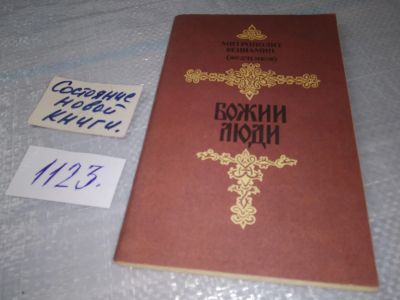 Состояние
новой
книги.
1123.
МИТРОПОЛИТ
ВЕНИАМИН
(ФЕДЧЕНКОВ)
БОЖИИ
ЛЮДИ